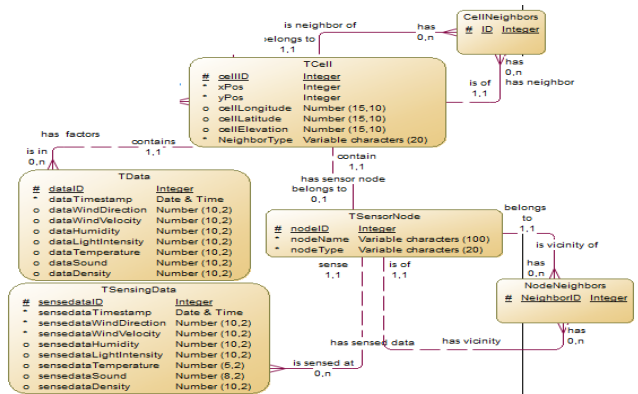 is neighbor of
has
0,n
belongs to
1,1
CellNeighbors
# ID Integer
TCell
# cellID Integer
* xPos Integer
* yPos Integer
o cellLongitude Number (15,10)
o cellLatitude Number (15,10)
o cellElevation Number (15,10)
* NeighborType Variable characters (20)
has
0,n
has neighbor
is of
1,1
has factors
is in
0,n
contains
1,1
contain
1,1
has sensor node
belongs to
0,1
TData
# dataID Integer
* dataTimestamp Date & Time
o dataWindDirection Number (10,2)
o dataWindVelocity Number (10,2)
o dataHumidity Number (10,2)
o dataLightIntensity Number (10,2)
o dataTemperature Number (10,2)
o dataSound Number (10,2)
o dataDensity Number (10,2)
TSensorNode
# nodeID Integer
* nodeName Variable characters (100)
* nodeType Variable characters (20)
belongs
to
1,1
is vicinity of
has
0,n
sense
1,1
is of
1,1
NodeNeighbors
# NeighborID Integer
TSensingData
# sensedataID Integer
* sensedataTimestamp Date & Time
* sensedataWindDirection Number (10,2)
* sensedataWindVelocity Number (10,2)
o sensedataHumidity Number (10,2)
o sensedataLightIntensity Number (10,2)
o sensedataTemperature Number (5,2)
o sensedataSound Number (8,2)
o sensedataDensity Number (10,2)
has sensed data
has vicinity
has
0,n
is sensed at
0,n